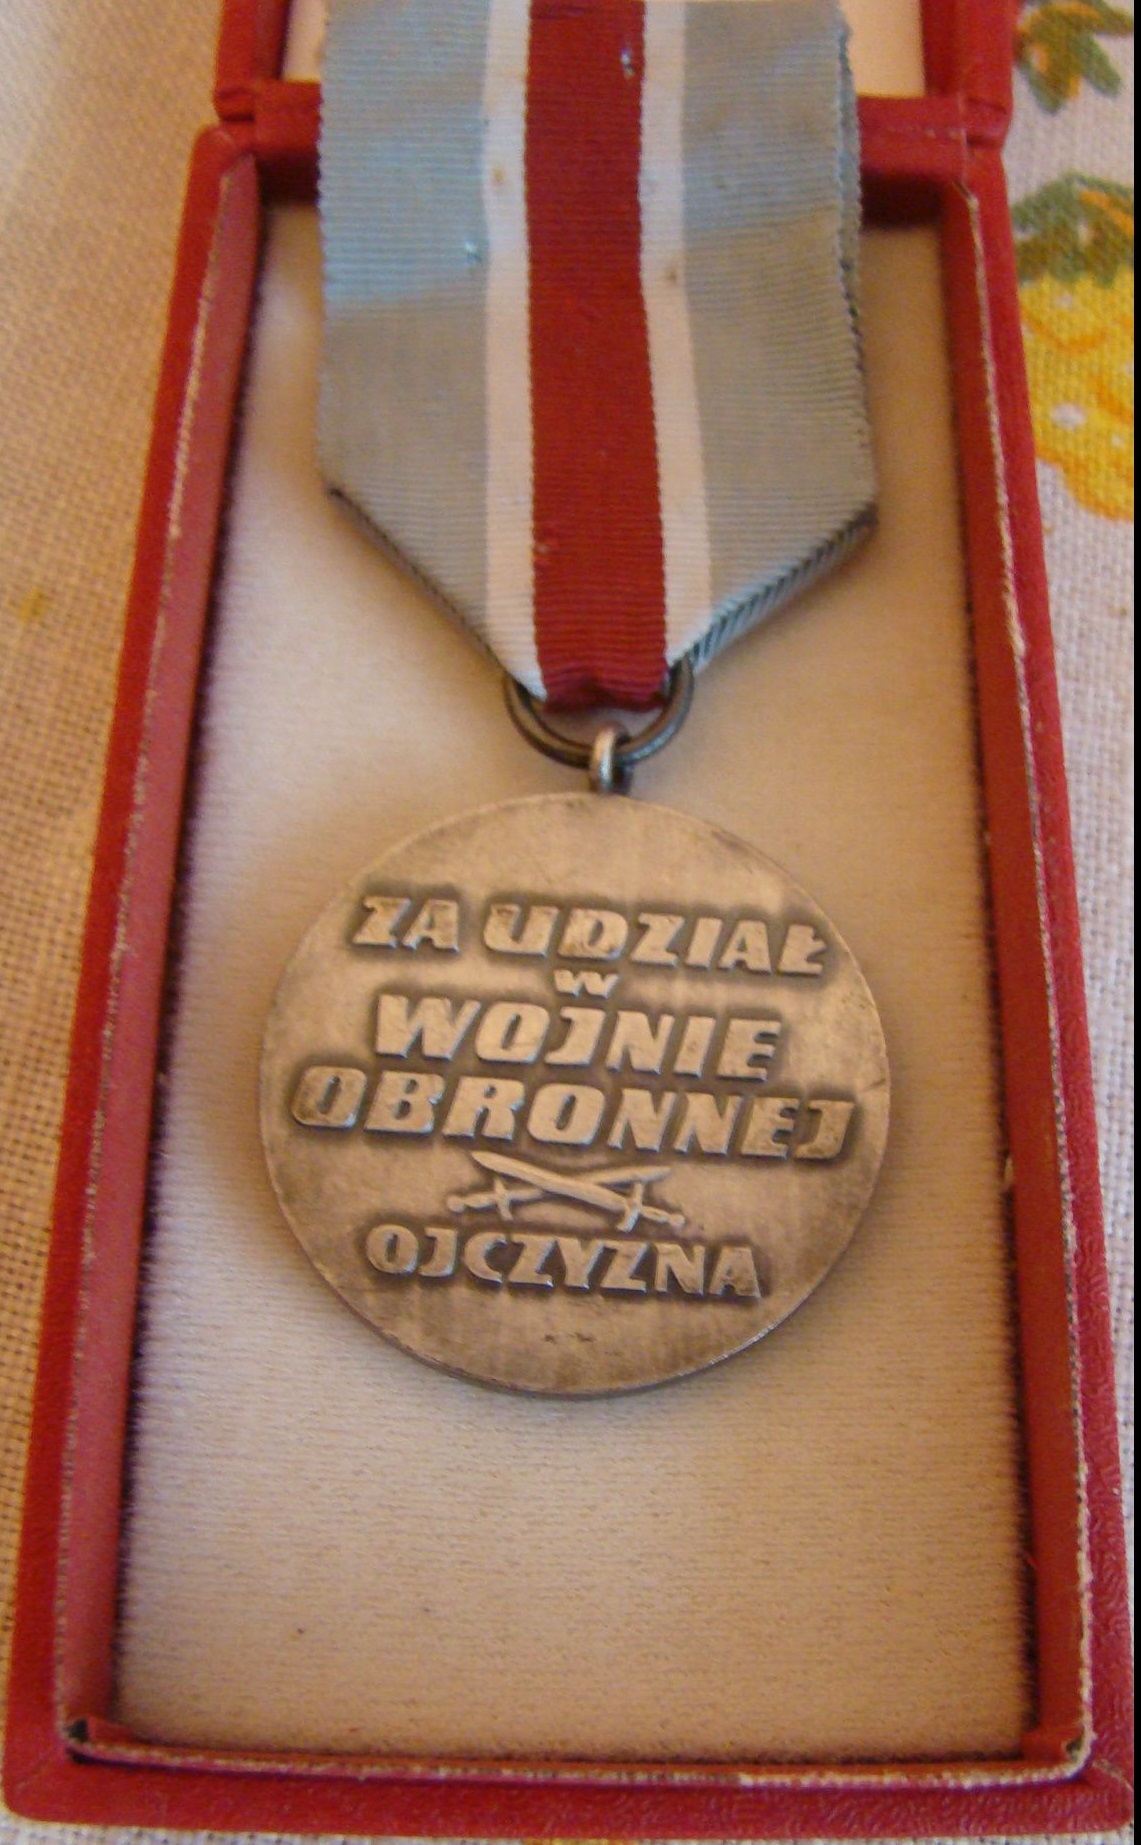 ZA UDZIAŁ
W
WOJNIE
OBRONNEJ
OJCZYZNA